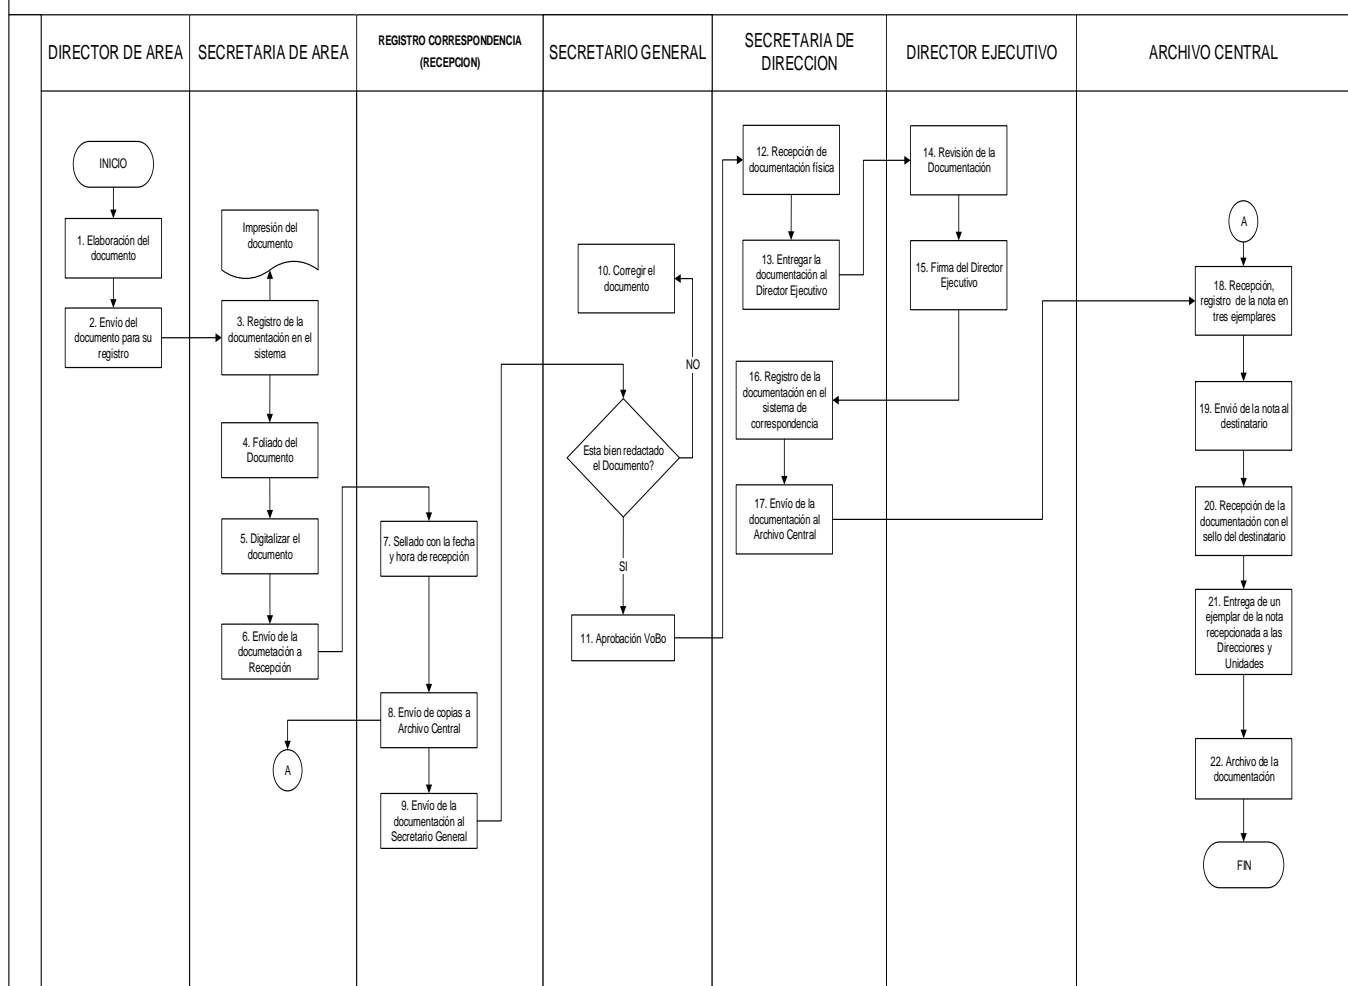 DIRECTOR DE AREA
SECRETARIA DE AREA
REGISTRO CORRESPONDENCIA
(RECEPCION)
SECRETARIO GENERAL
SECRETARIA DE
DIRECCION
DIRECTOR EJECUTIVO
ARCHIVO CENTRAL
INICIO
1. Elaboración del
documento
2. Envío del
documento para su
registro
Impresión del
documento
3. Registro de la
documentación en el
sistema
4. Foliado del
Documento
5. Digitalizar el
documento
6. Envío de la
documetación a
Recepción
A
7. Sellado con la fecha
y hora de recepción
8. Envío de copias a
Archivo Central
9. Envío de la
documentación al
Secretario General
10. Corregir el
documento
NO
Esta bien redactado
el Documento?
SI
11. Aprobación VoBo
12. Recepción de
documentación física
13. Entregar la
documentación al
Director Ejecutivo
16. Registro de la
documentación en el
sistema de
correspondencia
17. Envío de la
documentación al
Archivo Central
14. Revisión de la
Documentación
15. Firma del Director
Ejecutivo
A
18. Recepción,
registro de la nota en
tres ejemplares
19. Envió de la nota al
destinatario
20. Recepción de la
documentación con el
sello del destinatario
21. Entrega de un
ejemplar de la nota
recepcionada a las
Direcciones y
Unidades
22. Archivo de la
documentación
FIN